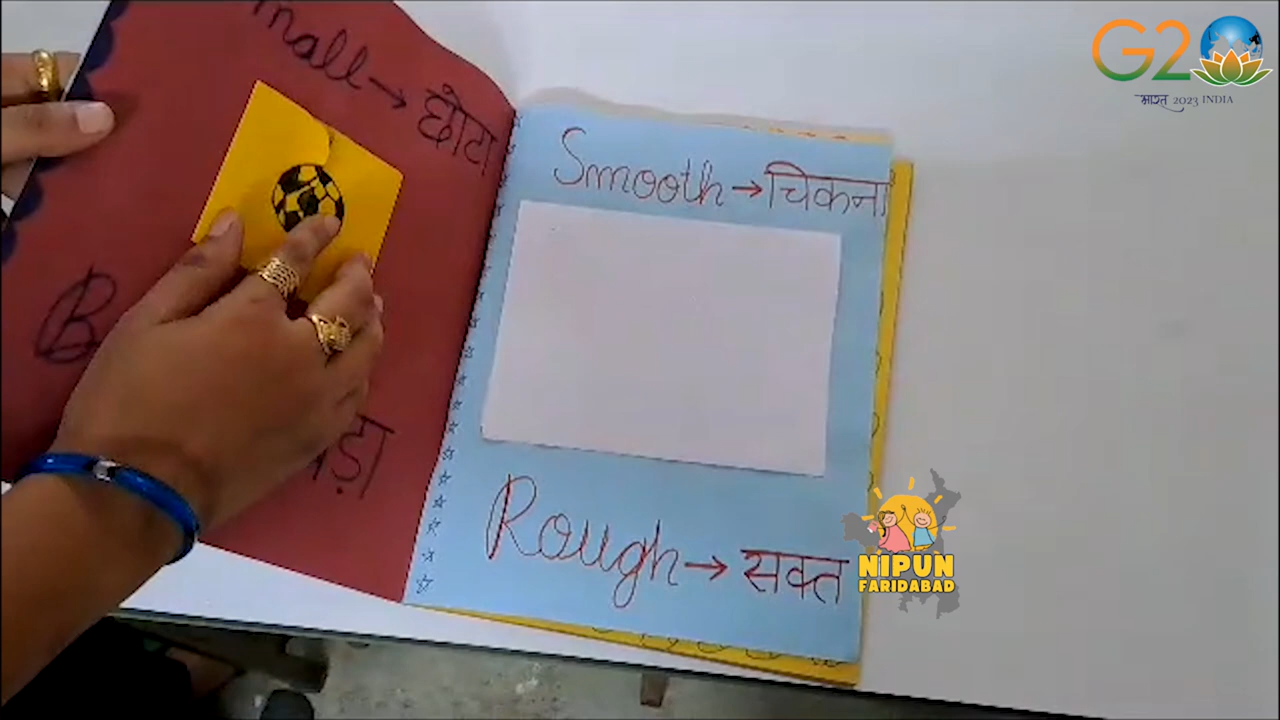 mall → छोटा
B
ड़ा
Smooth → चिकना
Rough → सक्त
G20
भारत 2023 INDIA
NIPUN
FARIDABAD